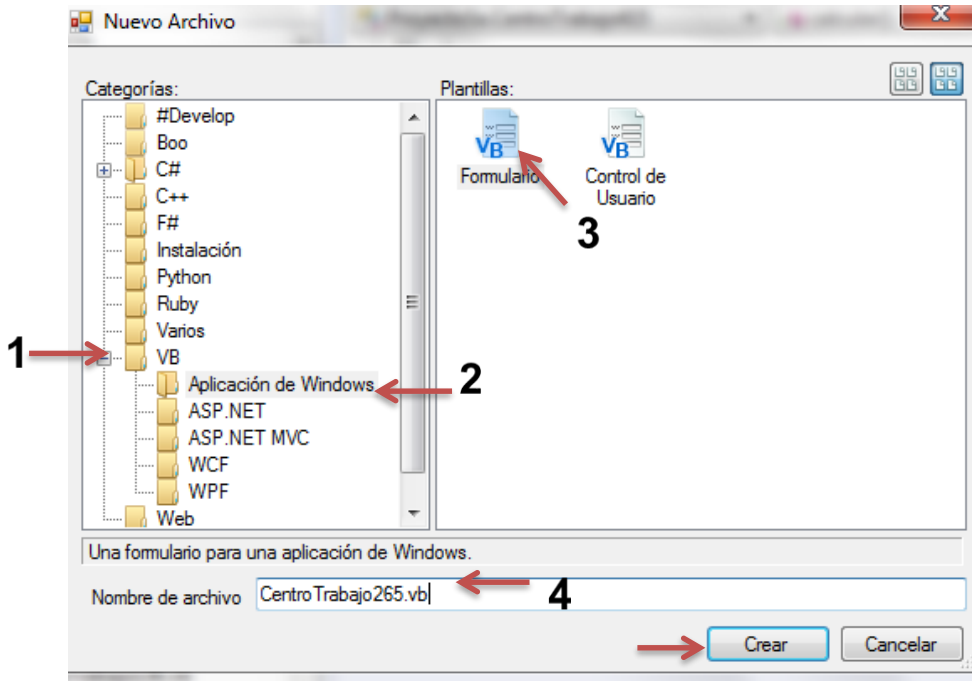 Nuevo Archivo
X
Categorías:
Plantillas:
#Develop
Boo
C#
C++
F#
Instalación
Python
Ruby
Varios
VB
Aplicación de Windows
ASP.NET
ASP.NET MVC
WCF
WPF
Web
VB
Formulario
VB
Control de
Usuario
1
2
3
Una formulario para una aplicación de Windows.
Nombre de archivo CentroTrabajo265.vb
4
Crear Cancelar